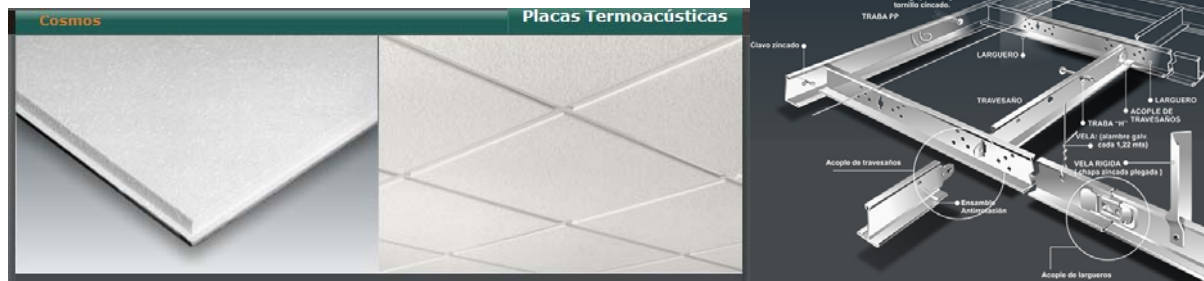 Cosmos
Placas Termoacústicas
tornillo cincado.
TRABA PP
Clavo zincado
LARGUERO
TRAVESAÑO
LARGUERO
ACOPLE DE
TRAVESAÑOS
TRABA "H"
VELA: (alambre galv.
cada 1,22 mts)
Acople de travesaños
VELA RIGIDA
( chapa zincada plegada )
Ensamble
Antirrotación
Acople de largueros